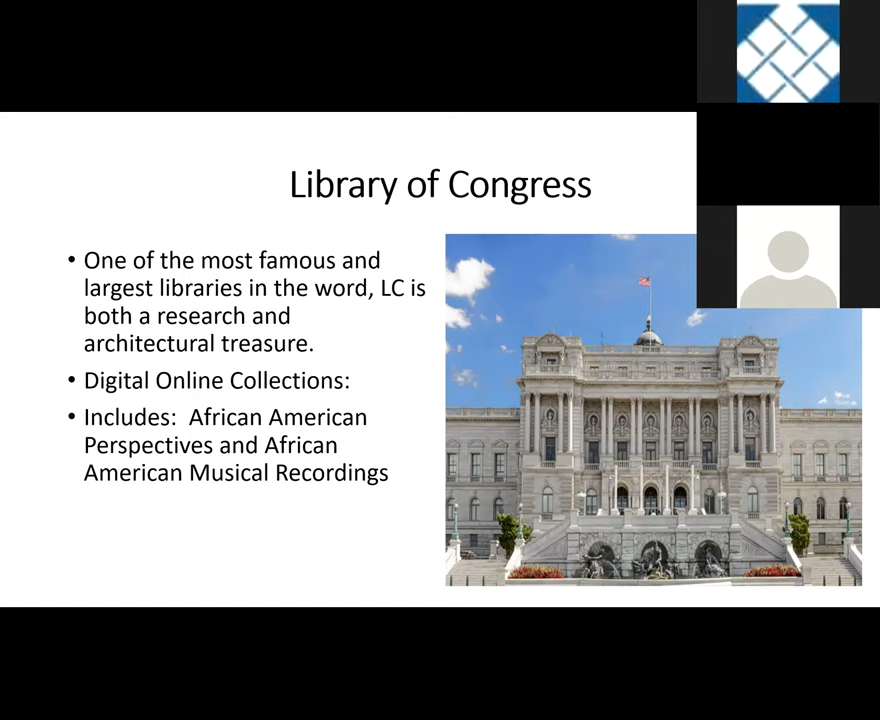 Library of Congress
• One of the most famous and
largest libraries in the word, LC is
both a research and
architectural treasure.
• Digital Online Collections:
• Includes:  African American
Perspectives and African
American Musical Recordings